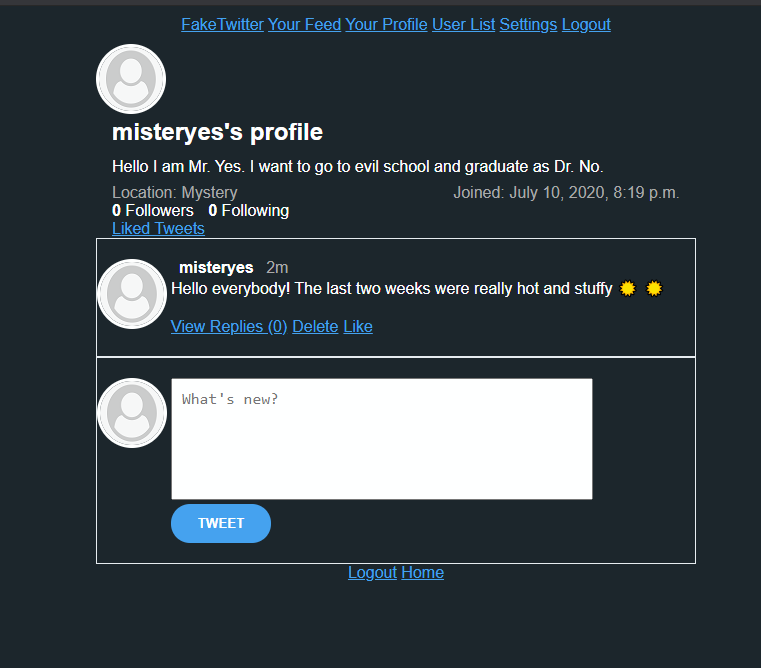 FakeTwitter Your Feed Your Profile User List Settings Logout
misteryes's profile
Hello I am Mr. Yes. I want to go to evil school and graduate as Dr. No.
Location: Mystery Joined: July 10, 2020, 8:19 p.m.
0 Followers 0 Following
Liked Tweets
misteryes 2m
Hello everybody! The last two weeks were really hot and stuffy ☀ ☀
View Replies (0) Delete Like
What's new?
TWEET
Logout Home